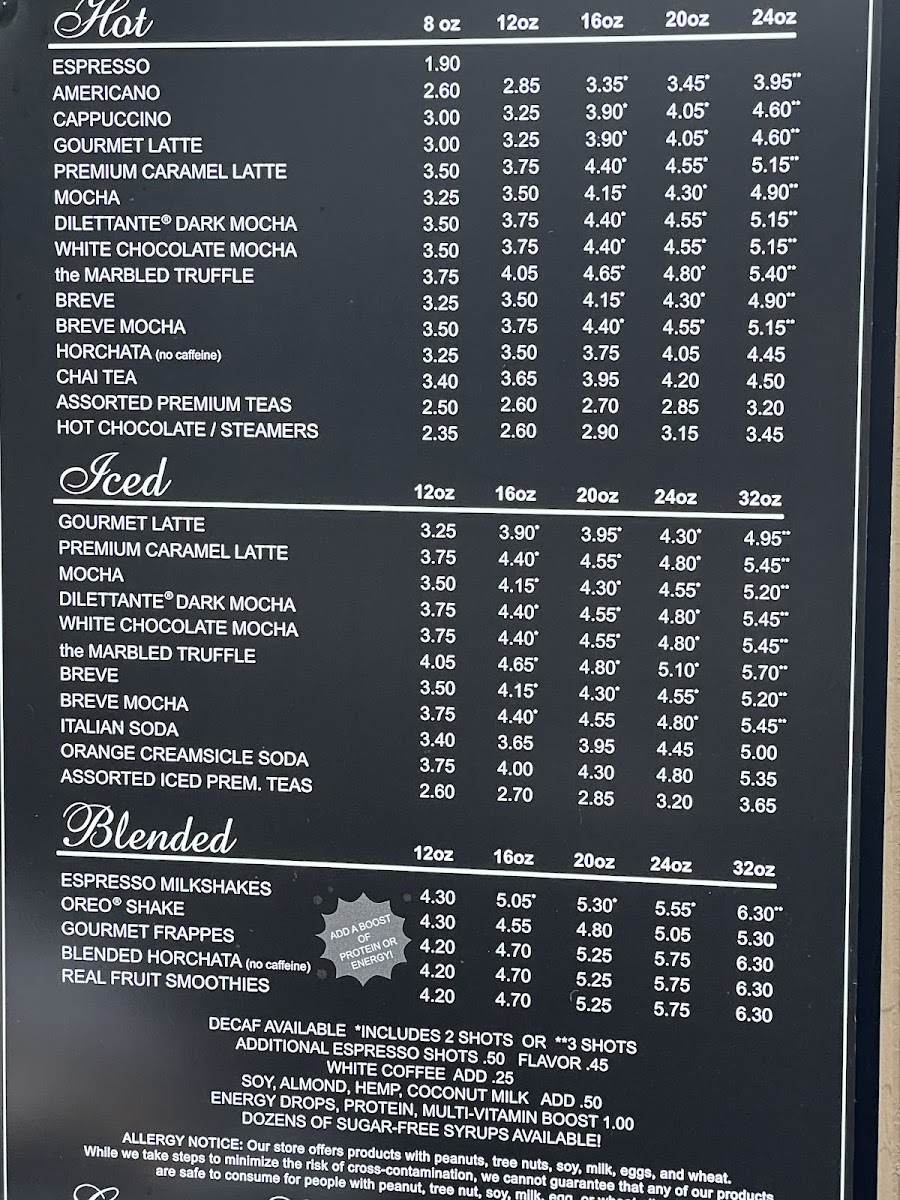 Hot 8 oz 12oz 16oz 20oz 24oz
ESPRESSO 1.90
AMERICANO 2.60 2.85 3.35* 3.45* 3.95**
CAPPUCCINO 3.00 3.25 3.90* 4.05* 4.60**
GOURMET LATTE 3.00 3.25 3.90* 4.05* 4.60**
PREMIUM CARAMEL LATTE 3.50 3.75 4.40* 4.55* 5.15**
MOCHA 3.25 3.50 4.15* 4.30* 4.90**
DILETTANTE® DARK MOCHA 3.50 3.75 4.40* 4.55* 5.15**
WHITE CHOCOLATE MOCHA 3.50 3.75 4.40* 4.55* 5.15**
the MARBLED TRUFFLE 3.75 4.05 4.65* 4.80* 5.40**
BREVE 3.25 3.50 4.15* 4.30* 4.90**
BREVE MOCHA 3.50 3.75 4.40* 4.55* 5.15**
HORCHATA (no caffeine) 3.25 3.50 3.75 4.05 4.45
CHAI TEA 3.40 3.65 3.95 4.20 4.50
ASSORTED PREMIUM TEAS 2.50 2.60 2.70 2.85 3.20
HOT CHOCOLATE / STEAMERS 2.35 2.60 2.90 3.15 3.45
Iced 12oz 16oz 20oz 24oz 32oz
GOURMET LATTE 3.25 3.90* 3.95* 4.30* 4.95**
PREMIUM CARAMEL LATTE 3.75 4.40* 4.55* 4.80* 5.45**
MOCHA 3.50 4.15* 4.30* 4.55* 5.20**
DILETTANTE® DARK MOCHA 3.75 4.40* 4.55* 4.80* 5.45**
WHITE CHOCOLATE MOCHA 3.75 4.40* 4.55* 4.80* 5.45**
the MARBLED TRUFFLE 4.05 4.65* 4.80* 5.10* 5.70**
BREVE 3.50 4.15* 4.30* 4.55* 5.20**
BREVE MOCHA 3.75 4.40* 4.55 4.80* 5.45**
ITALIAN SODA 3.40 3.65 3.95 4.45 5.00
ORANGE CREAMSICLE SODA 3.75 4.00 4.30 4.80 5.35
ASSORTED ICED PREM. TEAS 2.60 2.70 2.85 3.20 3.65
Blended 12oz 16oz 20oz 24oz 32oz
ESPRESSO MILKSHAKES 4.30 5.05* 5.30* 5.55* 6.30**
OREO® SHAKE 4.30 4.55 4.80 5.05 5.30
GOURMET FRAPPES 4.20 4.70 5.25 5.75 6.30
BLENDED HORCHATA (no caffeine) 4.20 4.70 5.25 5.75 6.30
REAL FRUIT SMOOTHIES 4.20 4.70 5.25 5.75 6.30
ADD A BOOST
OF
PROTEIN OR
ENERGY!
DECAF AVAILABLE *INCLUDES 2 SHOTS OR **3 SHOTS
ADDITIONAL ESPRESSO SHOTS .50 FLAVOR .45
WHITE COFFEE ADD .25
SOY, ALMOND, HEMP, COCONUT MILK ADD .50
ENERGY DROPS, PROTEIN, MULTI-VITAMIN BOOST 1.00
DOZENS OF SUGAR-FREE SYRUPS AVAILABLE!
ALLERGY NOTICE: Our store offers products with peanuts, tree nuts, soy, milk, eggs, and wheat.
While we take steps to minimize the risk of cross-contamination, we cannot guarantee that any of our products
are safe to consume for people with peanut, tree nut, soy, milk, egg, or